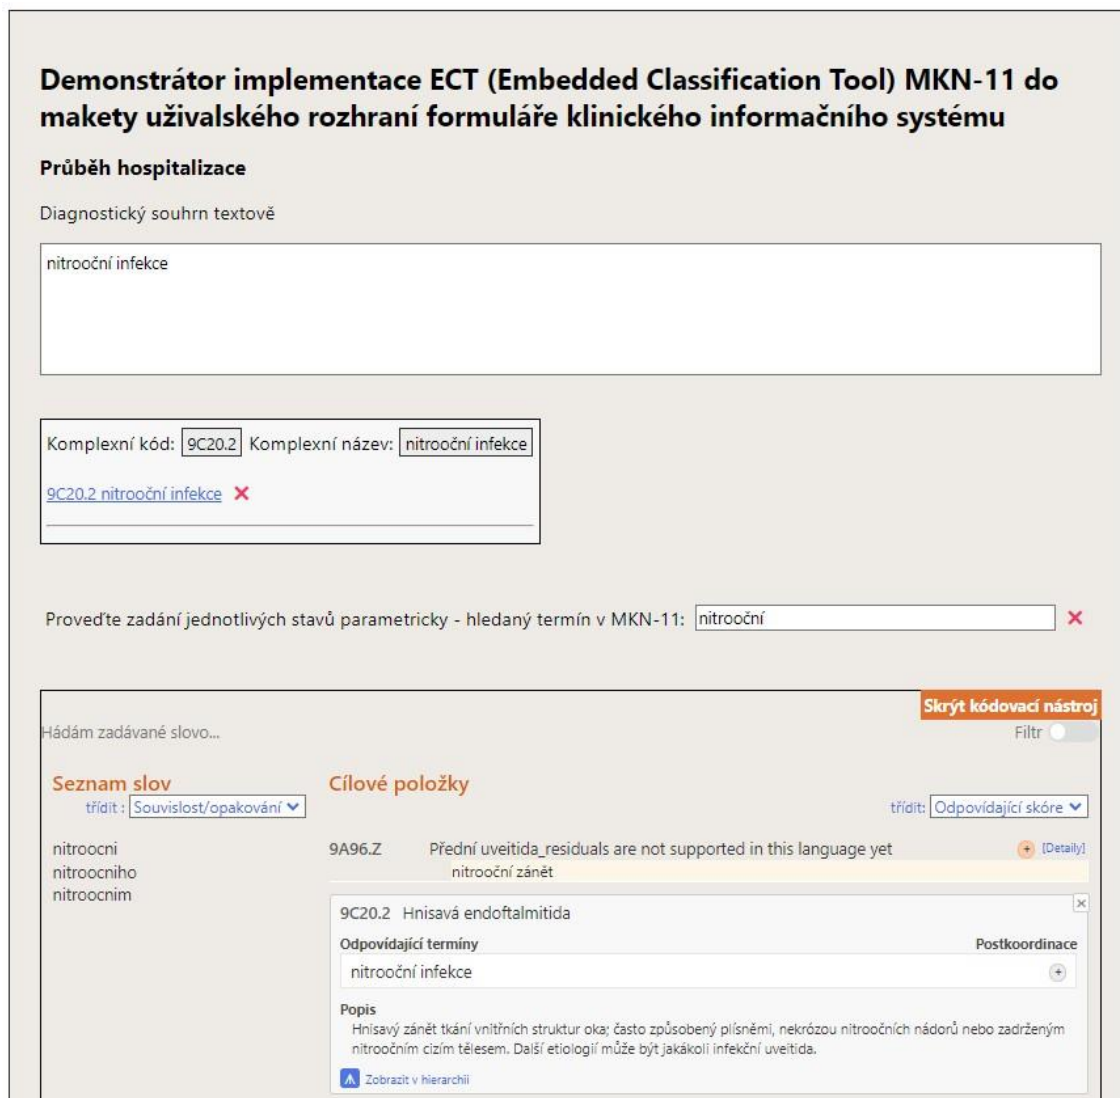 Demonstrátor implementace ECT (Embedded Classification Tool) MKN-11 do
makety uživalského rozhraní formuláře klinického informačního systému
Průběh hospitalizace
Diagnostický souhrn textově
nitrooční infekce
Komplexní kód: 9C20.2 Komplexní název: nitrooční infekce
9C20.2 nitrooční infekce
Proveďte zadání jednotlivých stavů parametricky - hledaný termín v MKN-11: nitrooční
Skrýt kódovací nástroj
Hádám zadávané slovo...
Filtr
Seznam slov
třídit : Souvislost/opakování
nitroocni
nitroocniho
nitroocnim
Cílové položky
třídit: Odpovídající skóre
9A96.Z Přední uveitida_residuals are not supported in this language yet [Detaily]
nitrooční zánět
9C20.2 Hnisavá endoftalmitida
Odpovídající termíny Postkoordinace
nitrooční infekce
Popis
Hnisavý zánět tkání vnitřních struktur oka; často způsobený plísněmi, nekrózou nitroočních nádorů nebo zadrženým
nitroočním cizím tělesem. Další etiologií může být jakákoli infekční uveitida.
Zobrazit v hierarchii